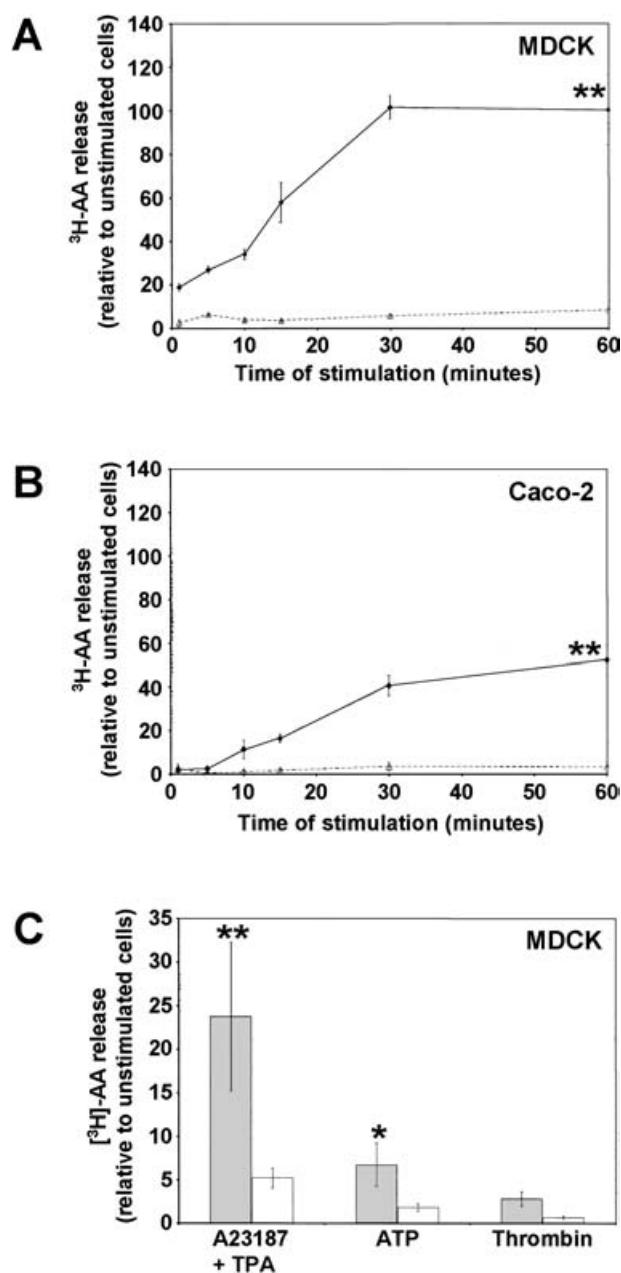 A
MDCK
³H-AA release
(relative to unstimulated cells)
140
120
100
80
60
40
20
0
**
0 10 20 30 40 50 60
Time of stimulation (minutes)
B
Caco-2
³H-AA release
(relative to unstimulated cells)
140
120
100
80
60
40
20
0
**
0 10 20 30 40 50 60
Time of stimulation (minutes)
C
MDCK
[³H]-AA release
(relative to unstimulated cells)
35
30
25
20
15
10
5
0
**
*
A23187 ATP Thrombin
+ TPA